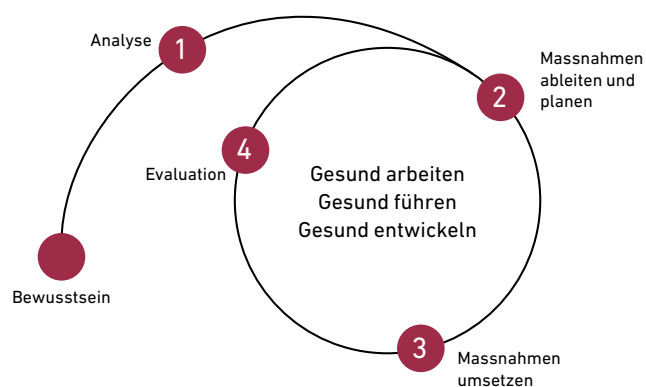 Analyse
1
Massnahmen
ableiten und
planen
2
4
Evaluation
Gesund arbeiten
Gesund führen
Gesund entwickeln
Bewusstsein
3
Massnahmen
umsetzen